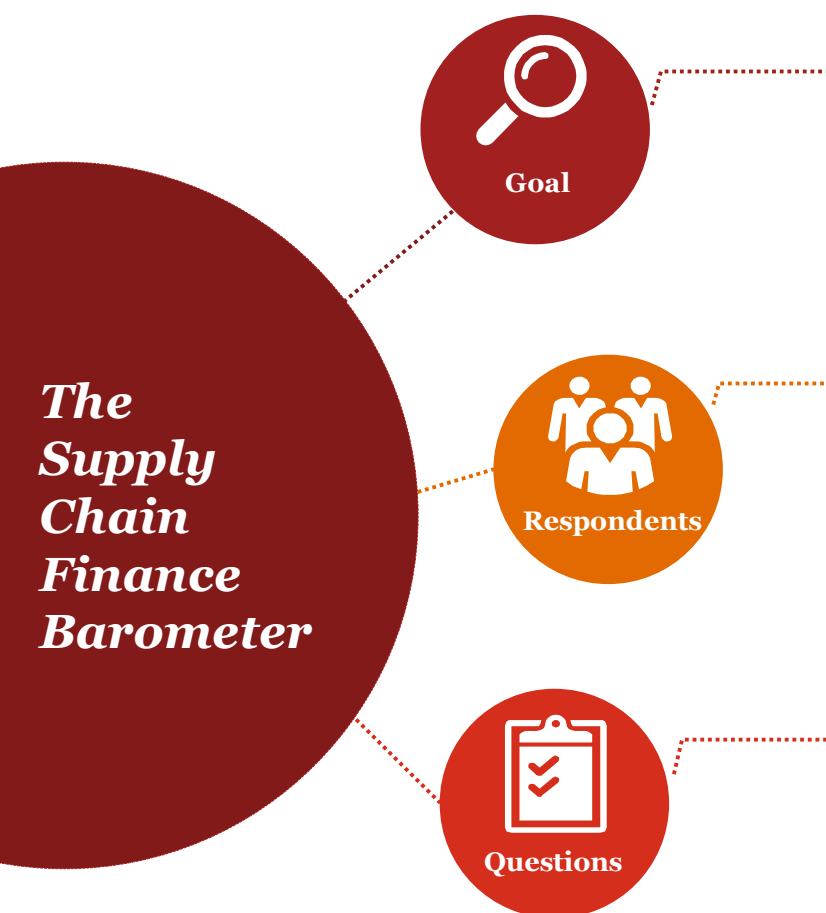 Goal
The
Supply
Chain
Finance
Barometer
Respondents
Questions